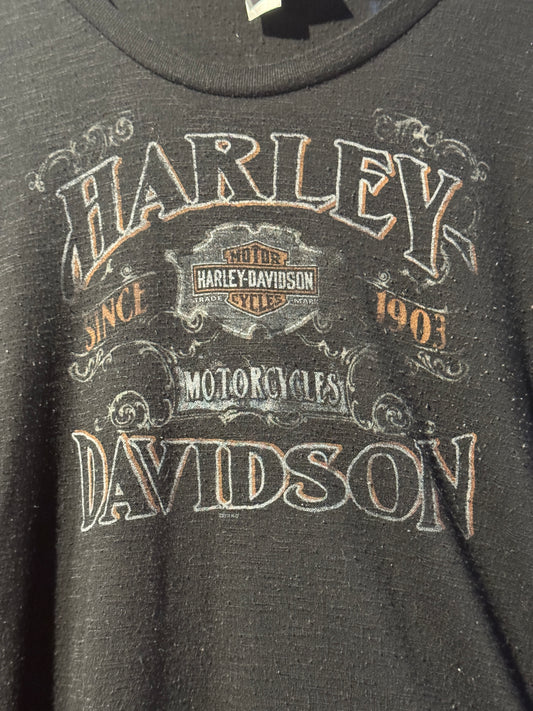 HARLEY
MOTOR
HARLEY-DAVIDSON
TRADE CYCLES MARK
SINCE 1903
MOTORCYCLES
DAVIDSON